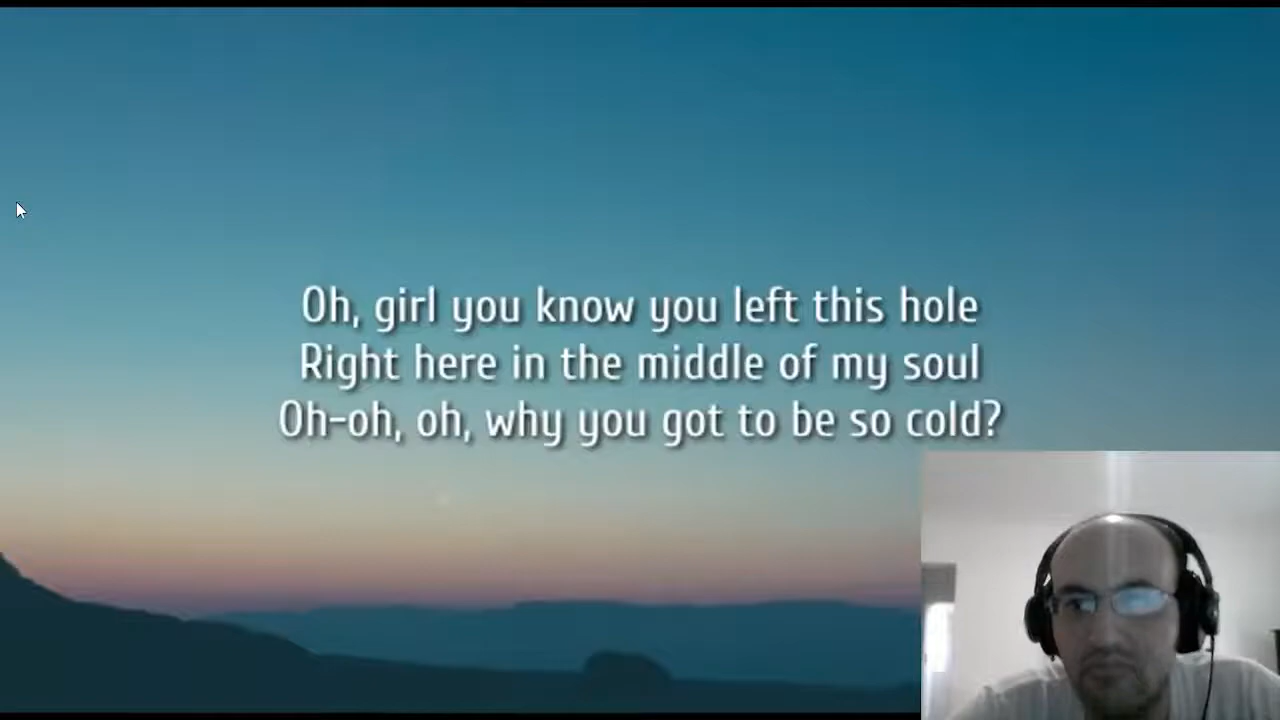 Oh, girl you know you left this hole
Right here in the middle of my soul
Oh-oh, oh, why you got to be so cold?